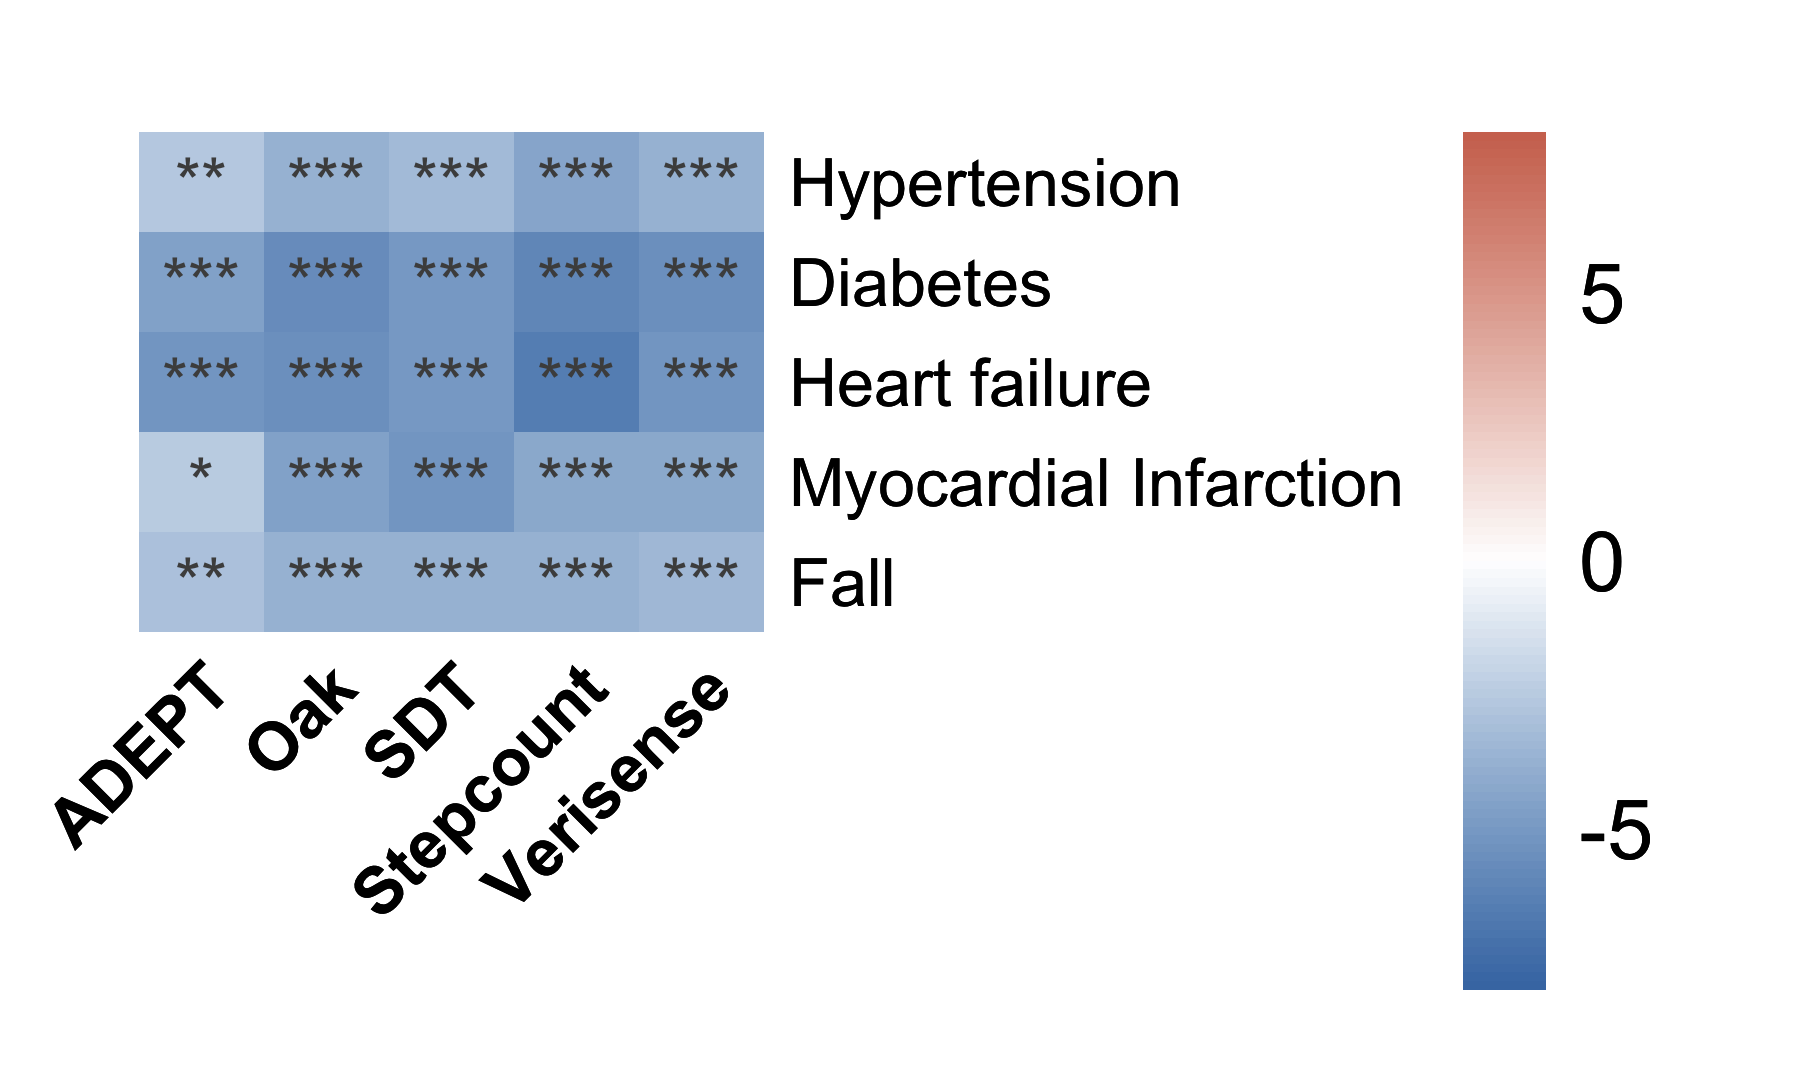 ** *** *** *** *** Hypertension
*** *** *** *** *** Diabetes
*** *** *** *** *** Heart failure
* *** *** *** *** Myocardial Infarction
** *** *** *** *** Fall
ADEPT
Oak
SDT
Stepcount
Verisense
5
0
-5